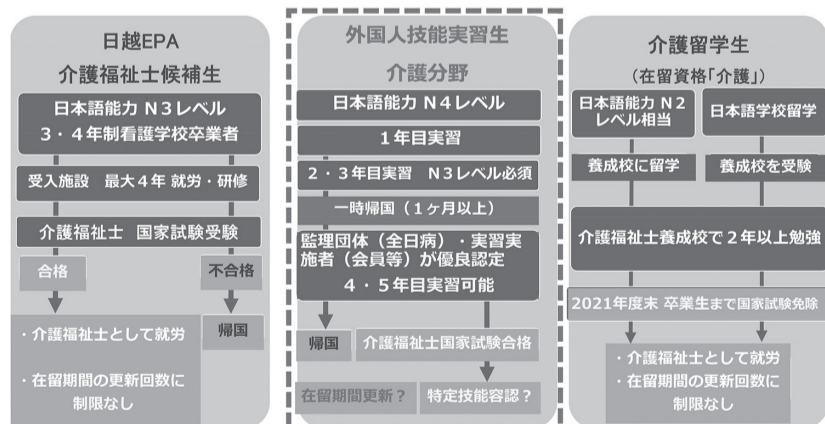 日越EPA
介護福祉士候補生
日本語能力 N3レベル
3・4年制看護学校卒業者
受入施設 最大4年 就労・研修
介護福祉士 国家試験受験
合格
不合格
・介護福祉士として就労
・在留期間の更新回数に
制限なし
帰国
外国人技能実習生
介護分野
日本語能力 N4レベル
1年目実習
2・3年目実習 N3レベル必須
一時帰国(1ヶ月以上)
監理団体(全日病)・実習実
施者(会員等)が優良認定
4・5年目実習可能
帰国
介護福祉士国家試験合格
在留期間更新?
特定技能容認?
介護留学生
(在留資格「介護」)
日本語能力 N2
レベル相当
日本語学校留学
養成校に留学
養成校を受験
介護福祉士養成校で2年以上勉強
2021年度末 卒業生まで国家試験免除
・介護福祉士として就労
・在留期間の更新回数に
制限なし